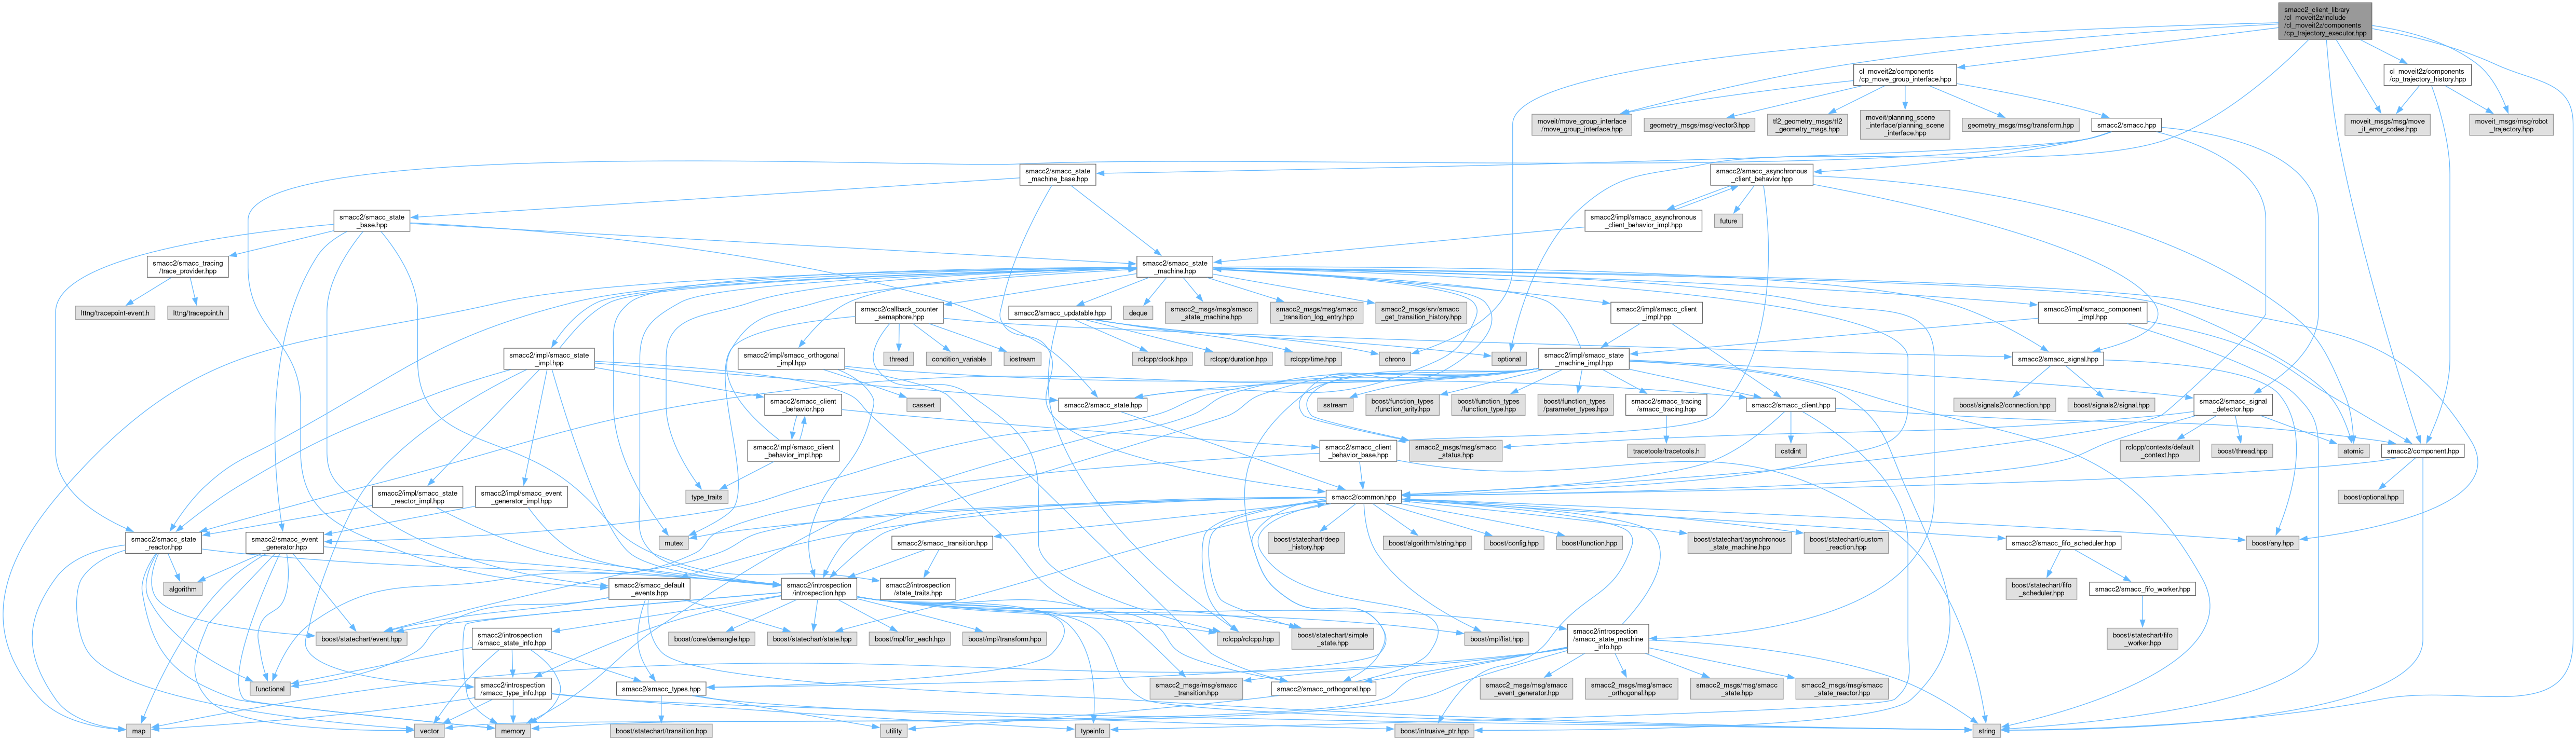 smacc2_client_library
/cl_moveit2z/include
/cl_moveit2z/components
/cp_trajectory_executor.hpp
cl_moveit2z/components
/cp_move_group_interface.hpp
cl_moveit2z/components
/cp_trajectory_history.hpp
moveit/move_group_interface
/move_group_interface.hpp
geometry_msgs/msg/vector3.hpp
tf2_geometry_msgs/tf2
_geometry_msgs.hpp
moveit/planning_scene
_interface/planning_scene
_interface.hpp
geometry_msgs/msg/transform.hpp
smacc2/smacc.hpp
moveit_msgs/msg/move
_it_error_codes.hpp
moveit_msgs/msg/robot
_trajectory.hpp
smacc2/smacc_state
_machine_base.hpp
smacc2/smacc_asynchronous
_client_behavior.hpp
smacc2/smacc_state
_base.hpp
smacc2/impl/smacc_asynchronous
_client_behavior_impl.hpp
future
smacc2/smacc_tracing
/trace_provider.hpp
smacc2/smacc_state
_machine.hpp
lttng/tracepoint-event.h
lttng/tracepoint.h
smacc2/callback_counter
_semaphore.hpp
smacc2/smacc_updatable.hpp
deque
smacc2_msgs/msg/smacc
_state_machine.hpp
smacc2_msgs/msg/smacc
_transition_log_entry.hpp
smacc2_msgs/srv/smacc
_get_transition_history.hpp
smacc2/impl/smacc_client
_impl.hpp
smacc2/impl/smacc_component
_impl.hpp
smacc2/impl/smacc_state
_impl.hpp
smacc2/impl/smacc_orthogonal
_impl.hpp
thread
condition_variable
iostream
rclcpp/clock.hpp
rclcpp/duration.hpp
rclcpp/time.hpp
chrono
optional
smacc2/impl/smacc_state
_machine_impl.hpp
smacc2/smacc_signal.hpp
smacc2/smacc_client
_behavior.hpp
cassert
smacc2/smacc_state.hpp
sstream
boost/function_types
/function_arity.hpp
boost/function_types
/function_type.hpp
boost/function_types
/parameter_types.hpp
smacc2/smacc_tracing
/smacc_tracing.hpp
smacc2/smacc_client.hpp
boost/signals2/connection.hpp
boost/signals2/signal.hpp
smacc2/smacc_signal
_detector.hpp
smacc2/impl/smacc_client
_behavior_impl.hpp
smacc2/smacc_client
_behavior_base.hpp
smacc2_msgs/msg/smacc
_status.hpp
tracetools/tracetools.h
cstdint
rclcpp/contexts/default
_context.hpp
boost/thread.hpp
atomic
smacc2/component.hpp
type_traits
smacc2/impl/smacc_state
_reactor_impl.hpp
smacc2/impl/smacc_event
_generator_impl.hpp
smacc2/common.hpp
boost/optional.hpp
smacc2/smacc_state
_reactor.hpp
smacc2/smacc_event
_generator.hpp
mutex
smacc2/smacc_transition.hpp
boost/statechart/deep
_history.hpp
boost/algorithm/string.hpp
boost/config.hpp
boost/function.hpp
boost/statechart/asynchronous
_state_machine.hpp
boost/statechart/custom
_reaction.hpp
smacc2/smacc_fifo_scheduler.hpp
boost/any.hpp
algorithm
smacc2/smacc_default
_events.hpp
smacc2/introspection
/introspection.hpp
smacc2/introspection
/state_traits.hpp
boost/statechart/fifo
_scheduler.hpp
smacc2/smacc_fifo_worker.hpp
boost/statechart/event.hpp
smacc2/introspection
/smacc_state_info.hpp
boost/core/demangle.hpp
boost/statechart/state.hpp
boost/mpl/for_each.hpp
boost/mpl/transform.hpp
rclcpp/rclcpp.hpp
boost/statechart/simple
_state.hpp
boost/mpl/list.hpp
smacc2/introspection
/smacc_state_machine
_info.hpp
boost/statechart/fifo
_worker.hpp
functional
smacc2/introspection
/smacc_type_info.hpp
smacc2/smacc_types.hpp
smacc2_msgs/msg/smacc
_transition.hpp
smacc2/smacc_orthogonal.hpp
smacc2_msgs/msg/smacc
_event_generator.hpp
smacc2_msgs/msg/smacc
_orthogonal.hpp
smacc2_msgs/msg/smacc
_state.hpp
smacc2_msgs/msg/smacc
_state_reactor.hpp
map
vector
memory
boost/statechart/transition.hpp
utility
typeinfo
boost/intrusive_ptr.hpp
string